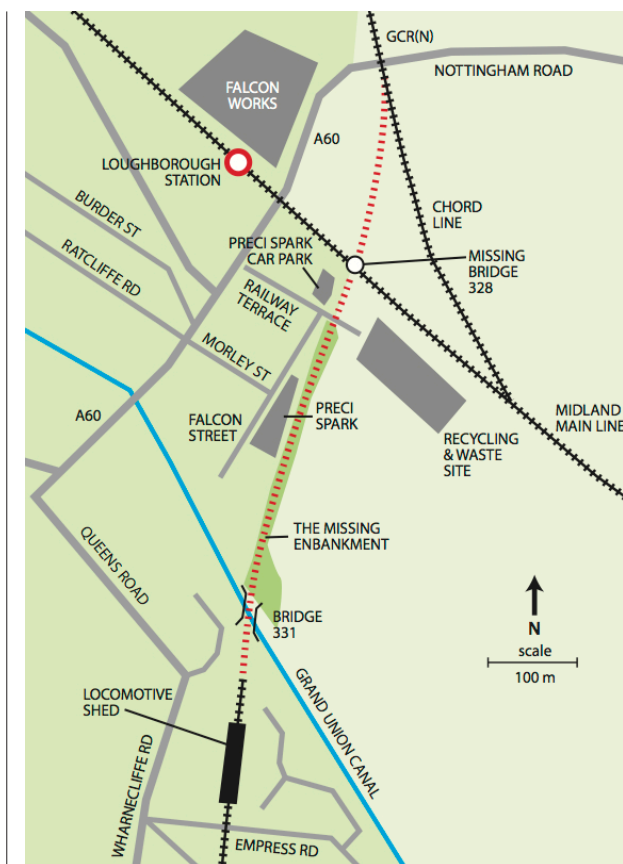 GCR(N)
NOTTINGHAM ROAD
FALCON
WORKS
A60
LOUGHBOROUGH
STATION
BURDER ST
RATCLIFFE RD
CHORD
LINE
PRECI SPARK
CAR PARK
MISSING
BRIDGE
328
RAILWAY
TERRACE
MORLEY ST
A60
FALCON
STREET
PRECI
SPARK
RECYCLING
& WASTE
SITE
MIDLAND
MAIN LINE
QUEENS ROAD
THE MISSING
ENBANKMENT
BRIDGE
331
N
scale
100 m
GRAND UNION CANAL
LOCOMOTIVE
SHED
WHARNECLIFFE RD
EMPRESS RD